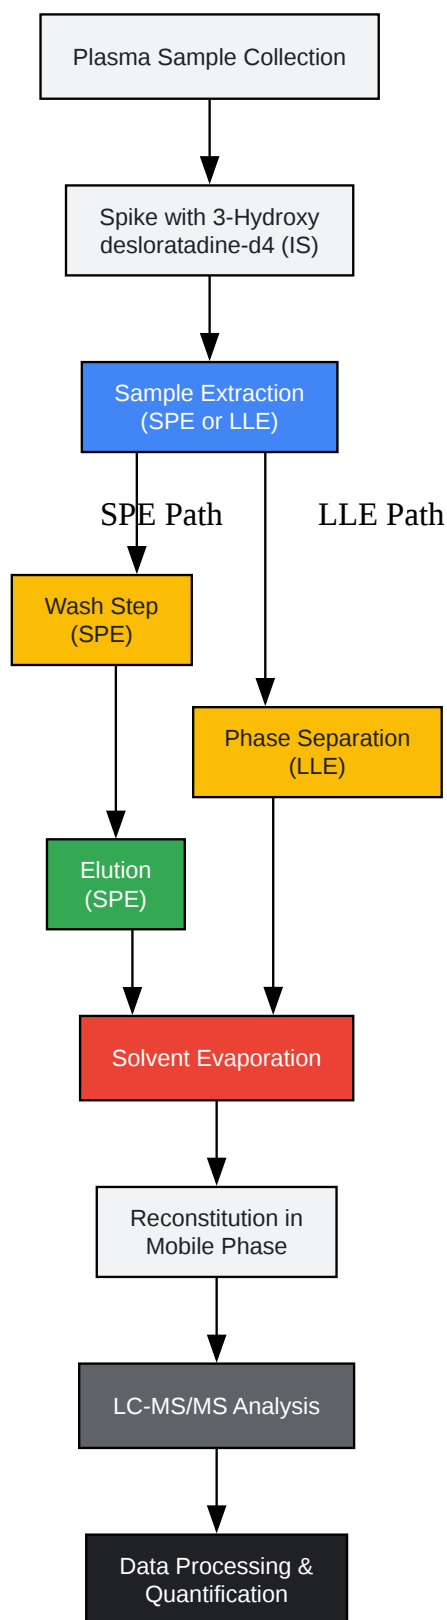 Plasma Sample Collection
Spike with 3-Hydroxy
desloratadine-d4 (IS)
Sample Extraction
(SPE or LLE)
SPE Path
LLE Path
Wash Step
(SPE)
Phase Separation
(LLE)
Elution
(SPE)
Solvent Evaporation
Reconstitution in
Mobile Phase
LC-MS/MS Analysis
Data Processing &
Quantification